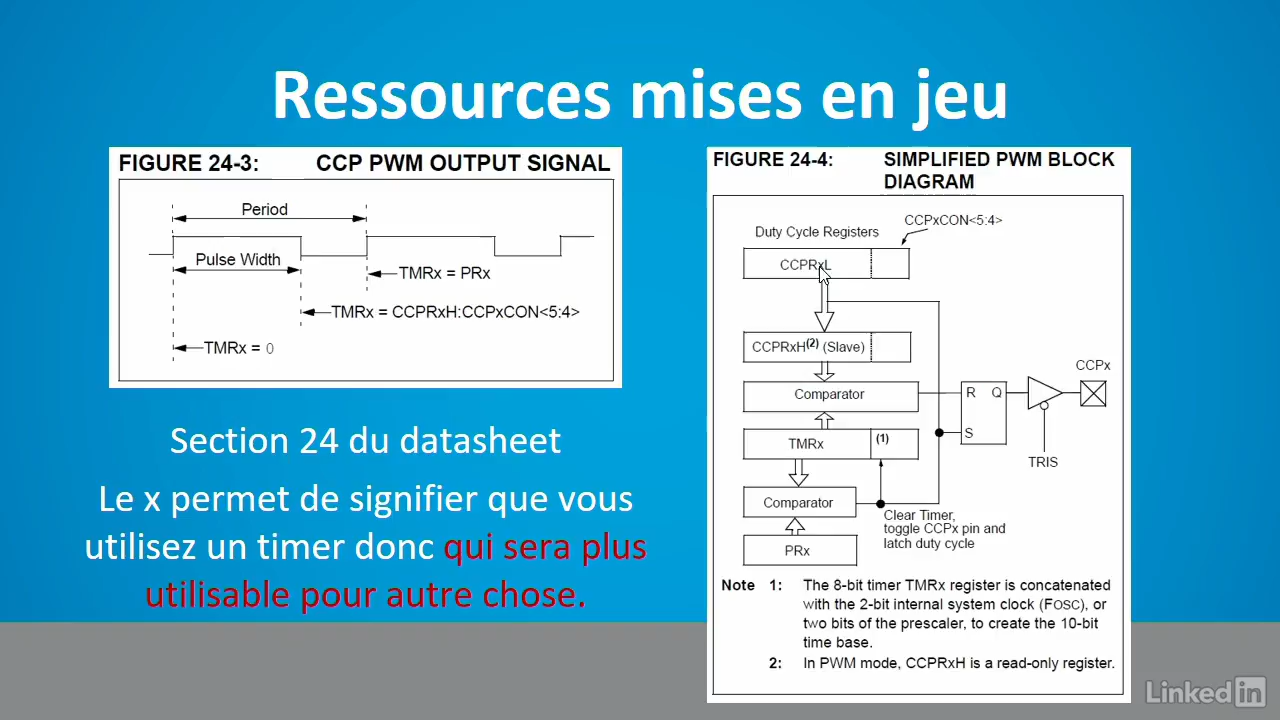 Ressources mises en jeu
FIGURE 24-3: CCP PWM OUTPUT SIGNAL
Period
Pulse Width
TMRx = PRx
TMRx = CCPRxH:CCPxCON<5:4>
TMRx = 0
Section 24 du datasheet
Le x permet de signifier que vous
utilisez un timer donc qui sera plus
utilisable pour autre chose.
FIGURE 24-4: SIMPLIFIED PWM BLOCK
DIAGRAM
CCPxCON<5:4>
Duty Cycle Registers
CCPRxL
CCPRxH(2) (Slave)
Comparator
R Q
CCPx
TMRx (1)
S
TRIS
Comparator
Clear Timer,
toggle CCPx pin and
latch duty cycle
PRx
Note 1: The 8-bit timer TMRx register is concatenated
with the 2-bit internal system clock (FOSC), or
two bits of the prescaler, to create the 10-bit
time base.
2: In PWM mode, CCPRxH is a read-only register.
Linked in